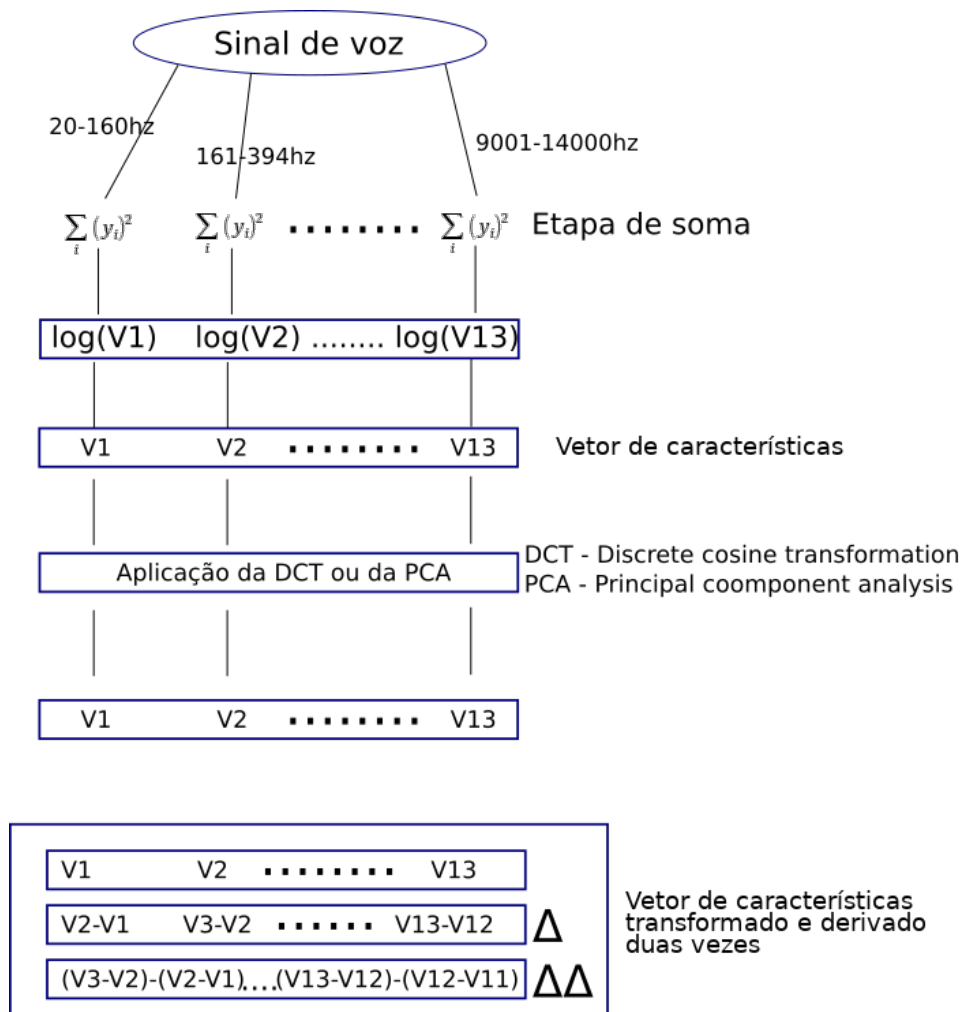 Sinal de voz
20-160hz
161-394hz
9001-14000hz
∑i (yi)² ∑i (yi)² ........ ∑i (yi)² Etapa de soma
log(V1) log(V2) ........ log(V13)
V1 V2 ........ V13 Vetor de características
Aplicação da DCT ou da PCA
DCT - Discrete cosine transformation
PCA - Principal coomponent analysis
V1 V2 ........ V13
V1 V2 ........ V13
V2-V1 V3-V2 ...... V13-V12 Δ
(V3-V2)-(V2-V1),...(V13-V12)-(V12-V11) ΔΔ
Vetor de características
transformado e derivado
duas vezes